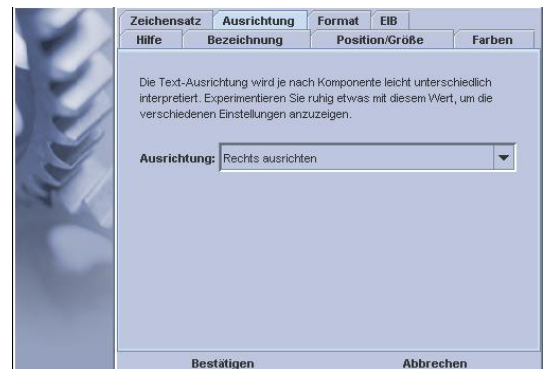 Zeichensatz Ausrichtung Format EIB
Hilfe Bezeichnung Position/Größe Farben
Die Text-Ausrichtung wird je nach Komponente leicht unterschiedlich
interpretiert. Experimentieren Sie ruhig etwas mit diesem Wert, um die
verschiedenen Einstellungen anzuzeigen.
Ausrichtung: Rechts ausrichten
Bestätigen Abbrechen